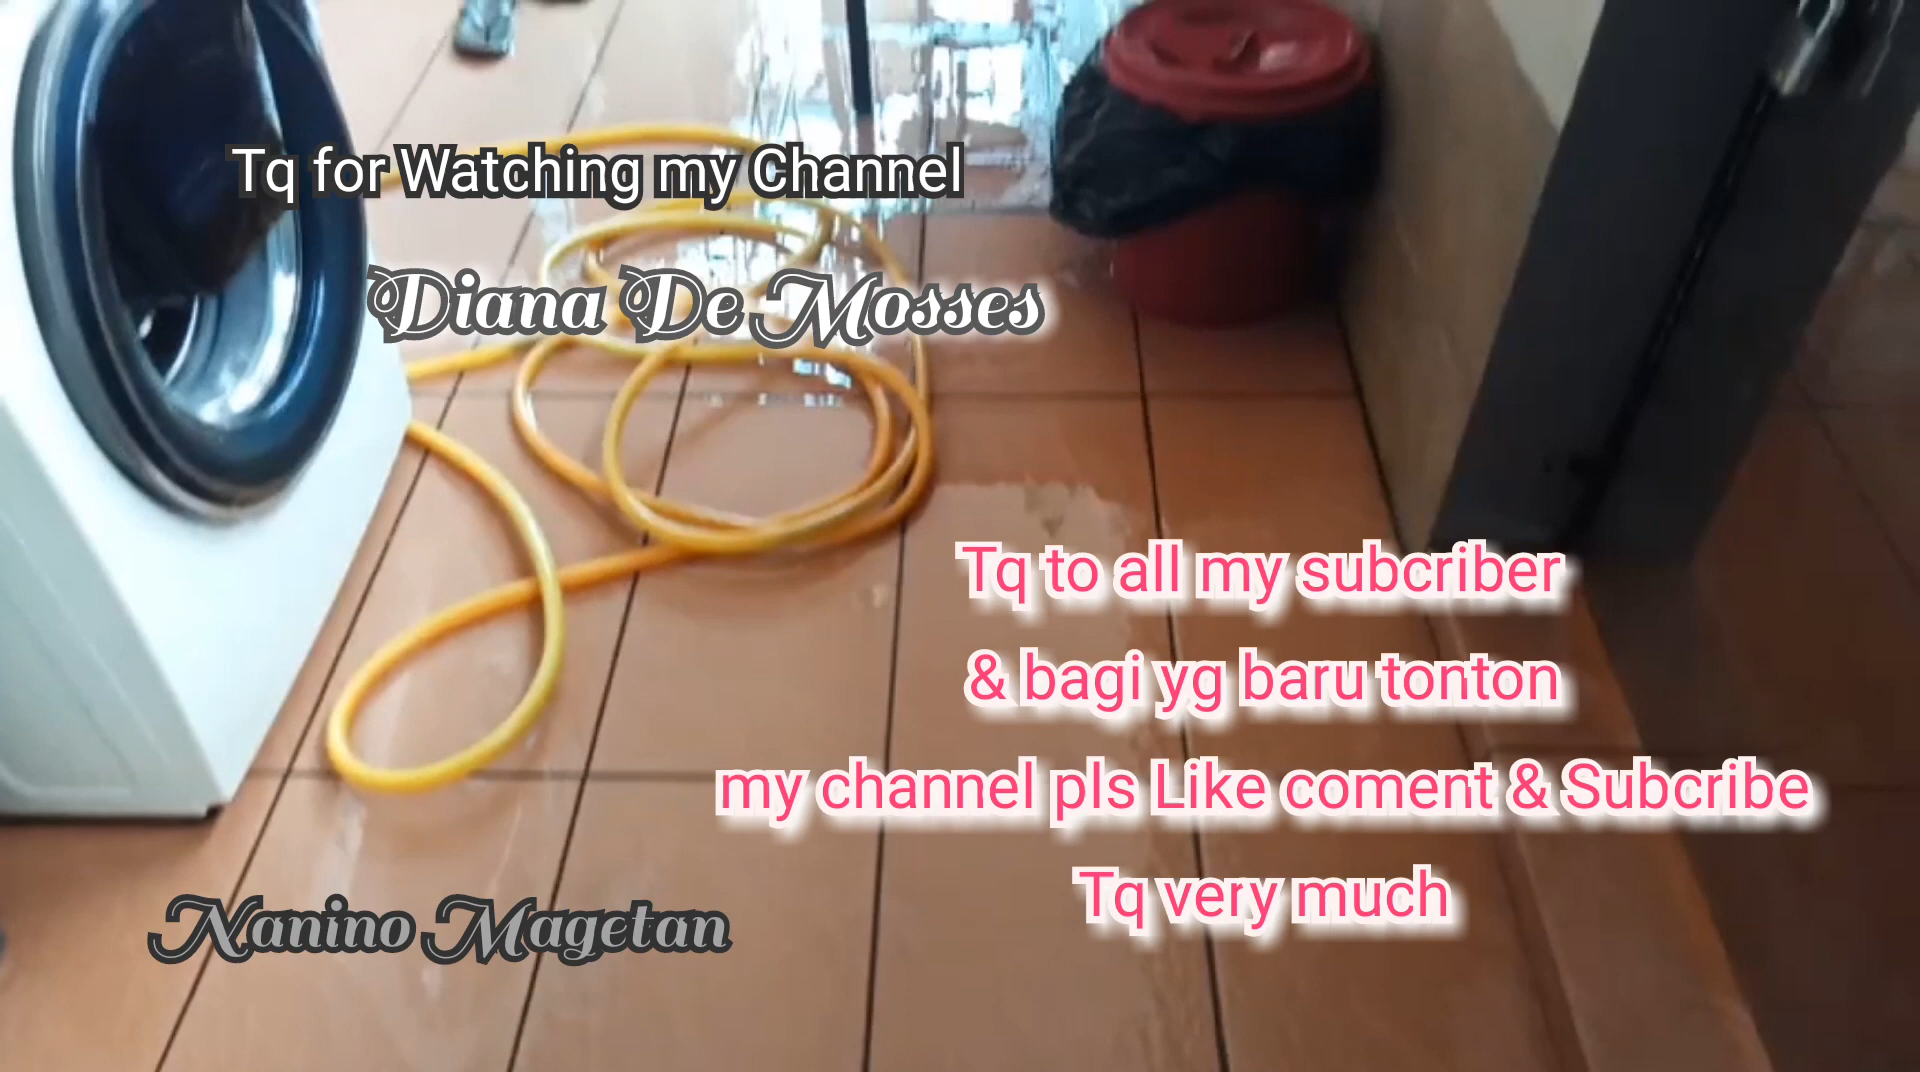 Tq for Watching my Channel
Diana De Mosses
Tq to all my subcriber
& bagi yg baru tonton
my channel pls Like coment & Subcribe
Tq very much
Nanino Magetan